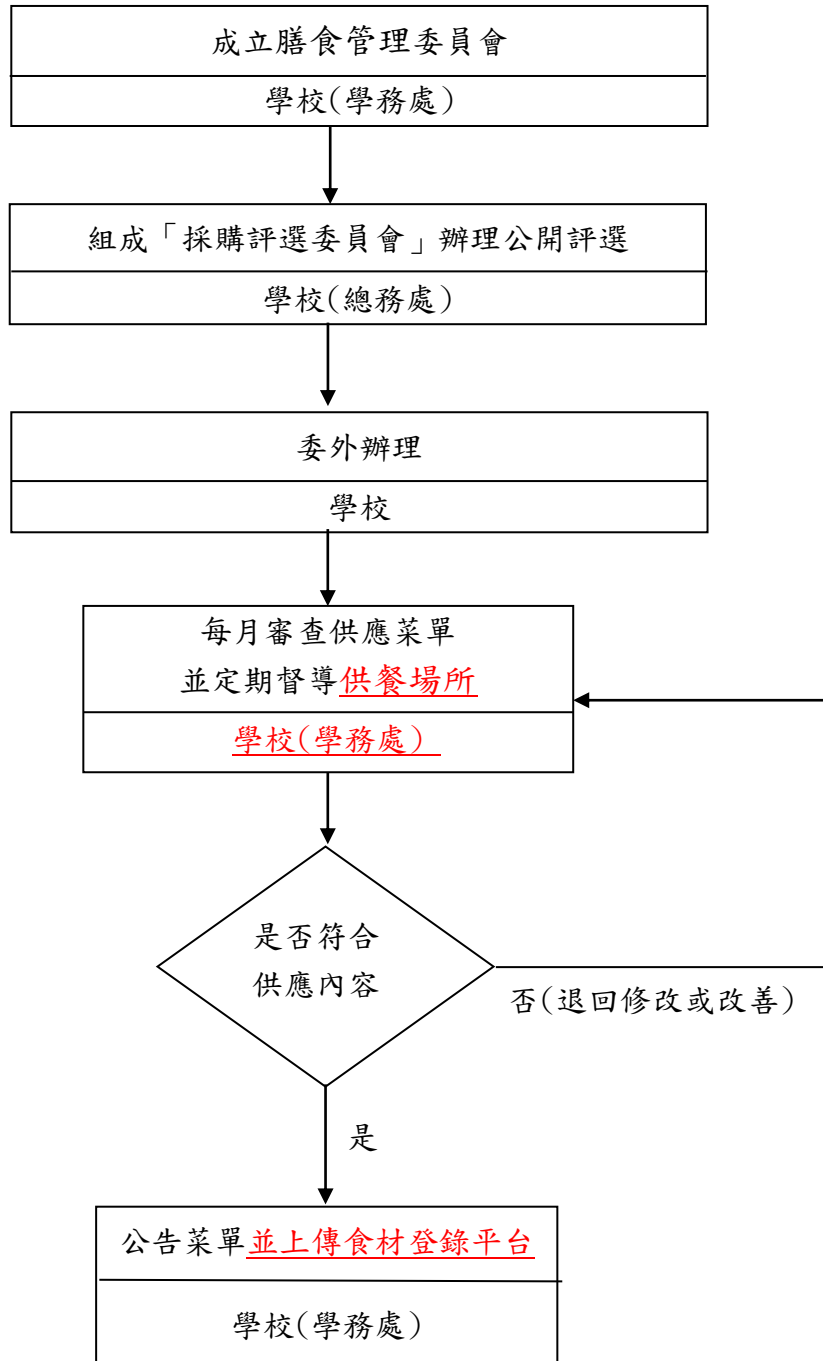 成立膳食管理委員會
學校(學務處)
組成「採購評選委員會」辦理公開評選
學校(總務處)
委外辦理
學校
每月審查供應菜單
並定期督導供餐場所
學校(學務處)
是否符合
供應內容
否(退回修改或改善)
是
公告菜單並上傳食材登錄平台
學校(學務處)